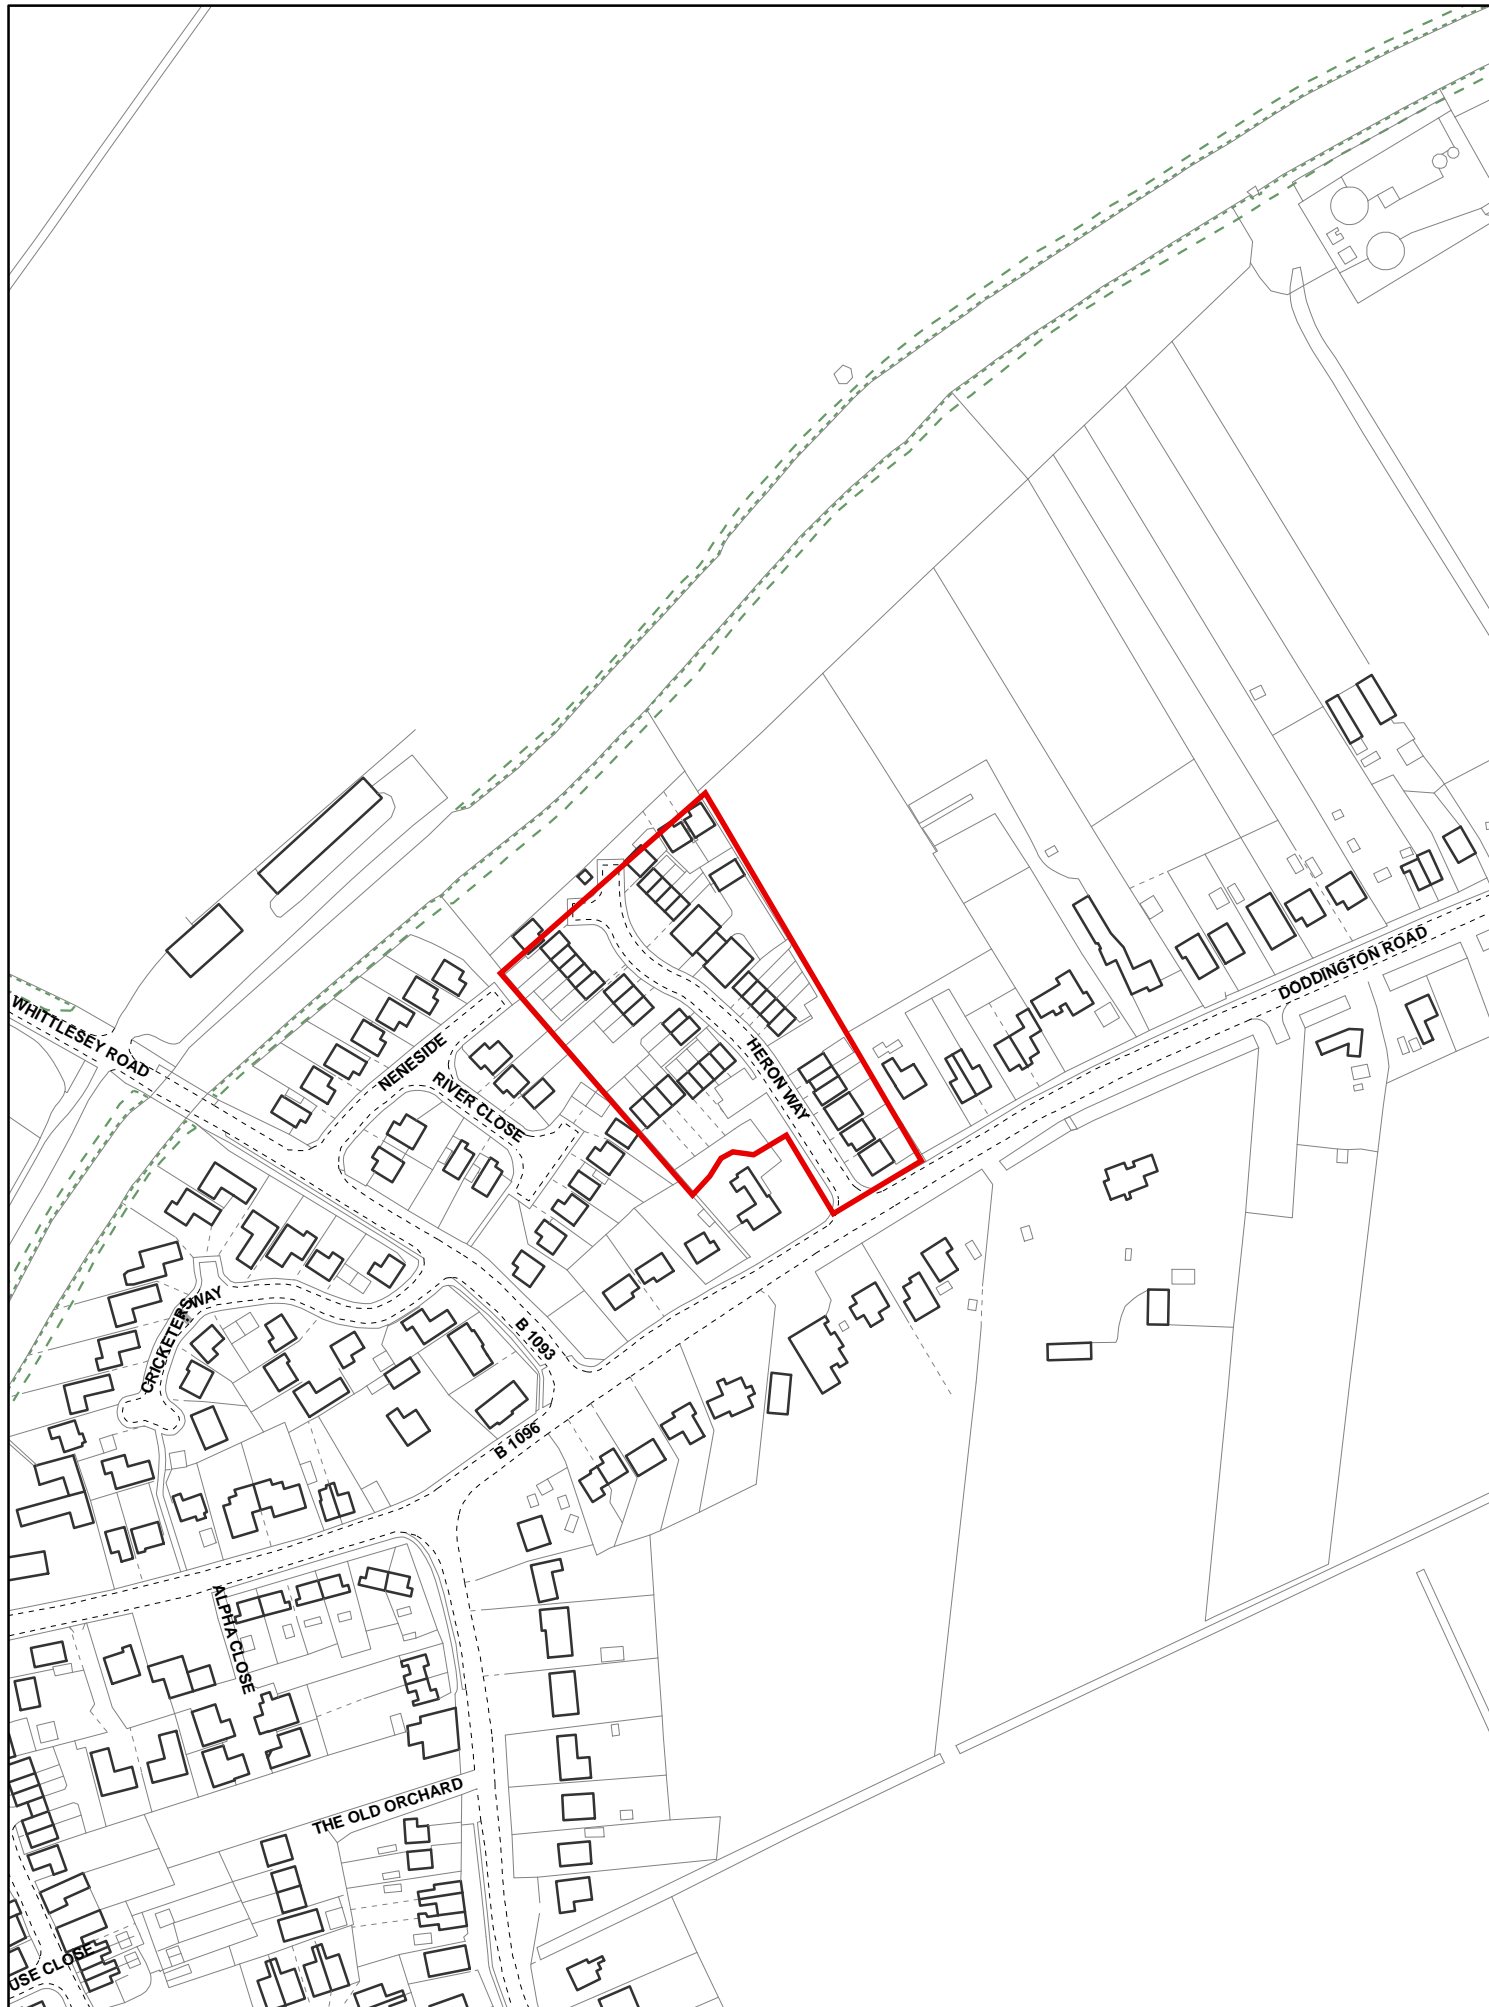 DODDINGTON ROAD
WHITTLESEY ROAD
NENESIDE
RIVER CLOSE
HERON WAY
CRICKETERS WAY
B 1093
B 1096
ALPHA CLOSE
THE OLD ORCHARD
USE CLOSE